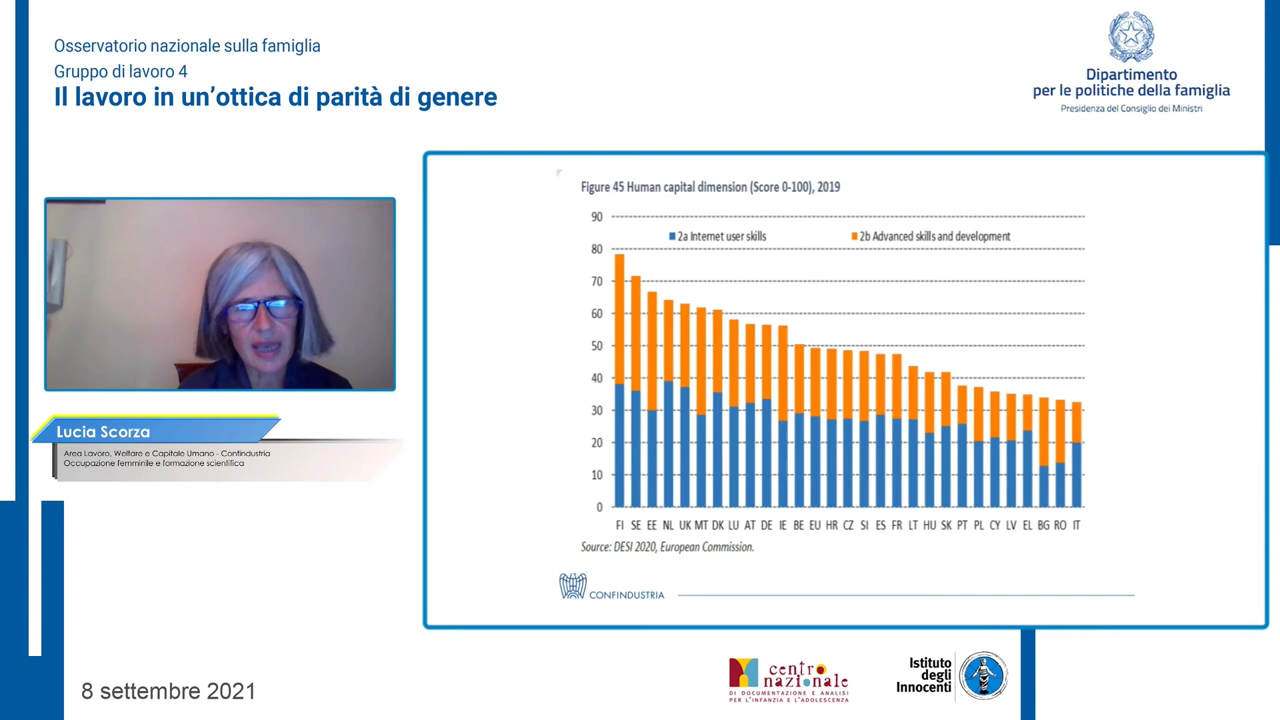 Osservatorio nazionale sulla famiglia
Gruppo di lavoro 4
Il lavoro in un'ottica di parità di genere
Dipartimento
per le politiche della famiglia
Presidenza del Consiglio dei Ministri
Figure 45 Human capital dimension (Score 0-100), 2019
90
2a Internet user skills
2b Advanced skills and development
80
70
60
50
40
30
20
10
0
FI SE EE NL UK MT DK LU AT DE IE BE EU HR CZ SI ES FR LT HU SK PT PL CY LV EL BG RO IT
Source: DESI 2020, European Commission.
CONFINDUSTRIA
Lucia Scorza
Area Lavoro, Welfare e Capitale Umano - Confindustria
Occupazione femminile e formazione scientifica
8 settembre 2021
centro
nazionale
DI DOCUMENTAZIONE E ANALISI
PER L'INFANZIA E L'ADOLESCENZA
Istituto
degli
Innocenti